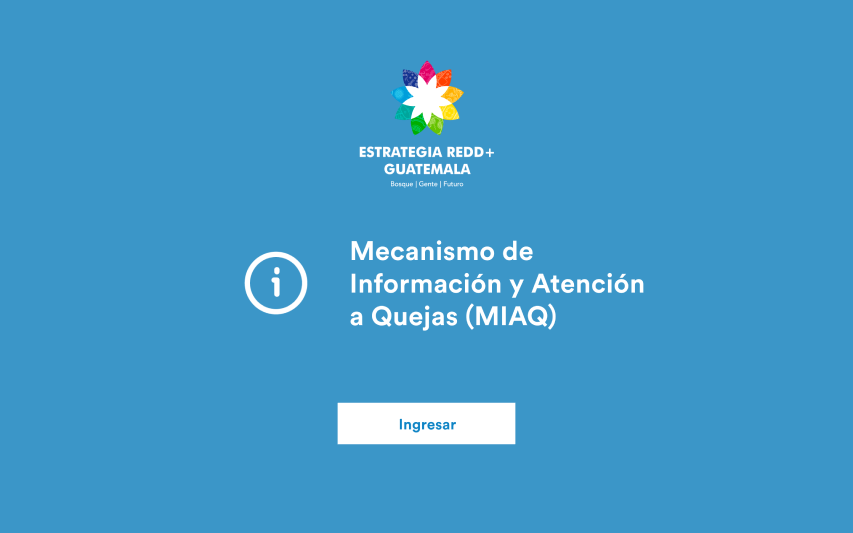 ESTRATEGIA REDD+
GUATEMALA
Bosque | Gente | Futuro
Mecanismo de
Información y Atención
a Quejas (MIAQ)
Ingresar